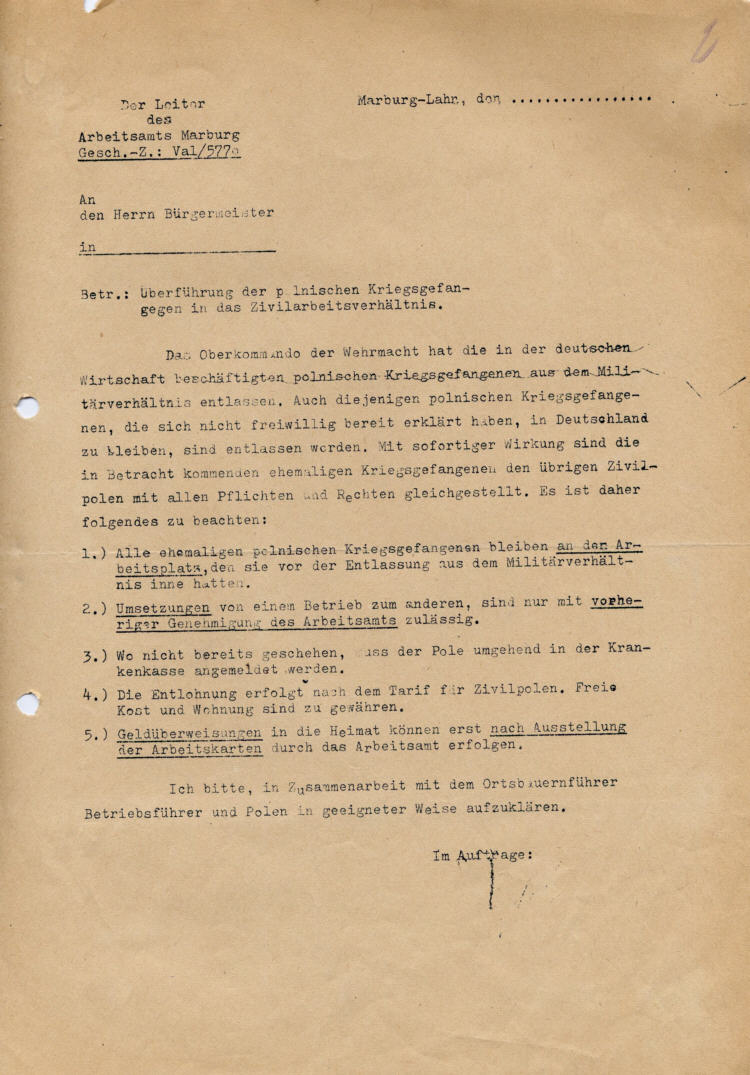 Der Leiter
des
Arbeitsamts Marburg
Gesch.-Z.: Val/577o
Marburg-Lahn, den .................
An
den Herrn Bürgermeister
in
Betr.: Überführung der polnischen Kriegsgefan-
gegen in das Zivilarbeitsverhältnis.
Das Oberkommando der Wehrmacht hat die in der deutschen
Wirtschaft beschäftigten polnischen Kriegsgefangenen aus dem Mili-
tärverhältnis entlassen. Auch diejenigen polnischen Kriegsgefange-
nen, die sich nicht freiwillig bereit erklärt haben, in Deutschland
zu bleiben, sind entlassen worden. Mit sofortiger Wirkung sind die
in Betracht kommenden ehemaligen Kriegsgefangenen den übrigen Zivil-
polen mit allen Pflichten und Rechten gleichgestellt. Es ist daher
folgendes zu beachten:
1.) Alle ehemaligen polnischen Kriegsgefangenen bleiben an dem Ar-
beitsplatz, den sie vor der Entlassung aus dem Militärverhält-
nis inne hatten.
2.) Umsetzungen von einem Betrieb zum anderen, sind nur mit vorhe-
riger Genehmigung des Arbeitsamts zulässig.
3.) Wo nicht bereits geschehen, muss der Pole umgehend in der Kran-
kenkasse angemeldet werden.
4.) Die Entlohnung erfolgt nach dem Tarif für Zivilpolen. Freie
Kost und Wohnung sind zu gewähren.
5.) Geldüberweisungen in die Heimat können erst nach Ausstellung
der Arbeitskarten durch das Arbeitsamt erfolgen.
Ich bitte, in Zusammenarbeit mit dem Ortsbauernführer
Betriebsführer und Polen in geeigneter Weise aufzuklären.
Im Auftrage: